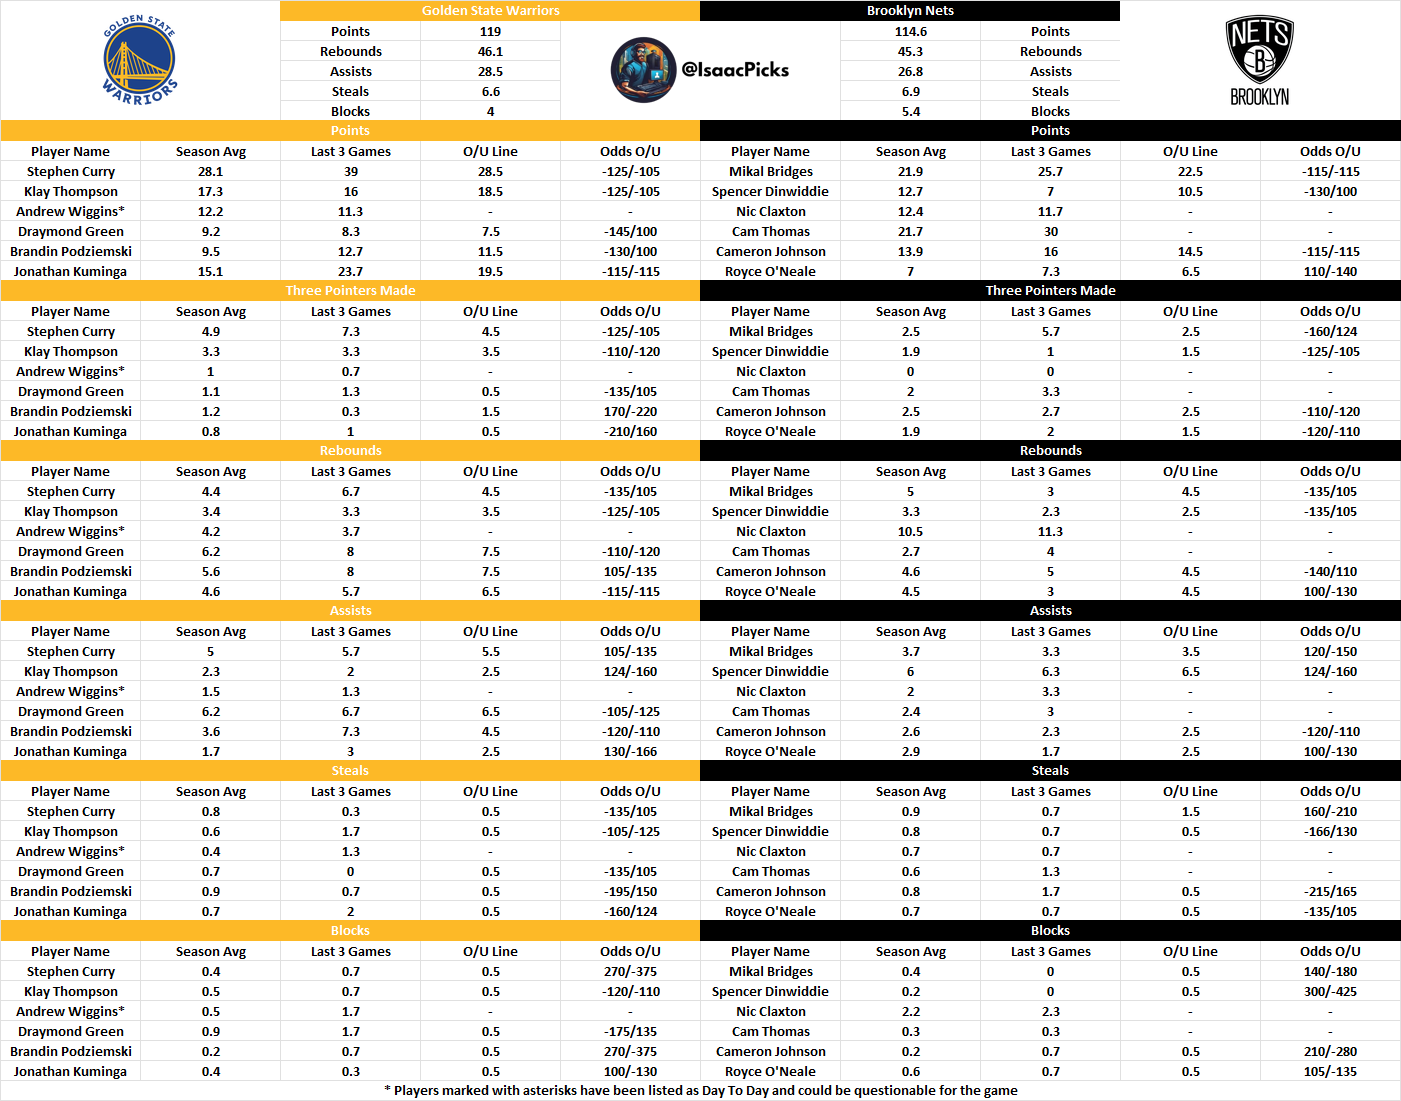 GOLDEN STATE WARRIORS
Golden State Warriors Brooklyn Nets
Points 119 114.6 Points
Rebounds 46.1 45.3 Rebounds
Assists 28.5 26.8 Assists
Steals 6.6 6.9 Steals
Blocks 4 5.4 Blocks
@IsaacPicks
NETS
B
BROOKLYN
Points Points
Player Name Season Avg Last 3 Games O/U Line Odds O/U Player Name Season Avg Last 3 Games O/U Line Odds O/U
Stephen Curry 28.1 39 28.5 -125/-105 Mikal Bridges 21.9 25.7 22.5 -115/-115
Klay Thompson 17.3 16 18.5 -125/-105 Spencer Dinwiddie 12.7 7 10.5 -130/100
Andrew Wiggins* 12.2 11.3 - - Nic Claxton 12.4 11.7 - -
Draymond Green 9.2 8.3 7.5 -145/100 Cam Thomas 21.7 30 - -
Brandin Podziemski 9.5 12.7 11.5 -130/100 Cameron Johnson 13.9 16 14.5 -115/-115
Jonathan Kuminga 15.1 23.7 19.5 -115/-115 Royce O'Neale 7 7.3 6.5 110/-140
Three Pointers Made Three Pointers Made
Player Name Season Avg Last 3 Games O/U Line Odds O/U Player Name Season Avg Last 3 Games O/U Line Odds O/U
Stephen Curry 4.9 7.3 4.5 -125/-105 Mikal Bridges 2.5 5.7 2.5 -160/124
Klay Thompson 3.3 3.3 3.5 -110/-120 Spencer Dinwiddie 1.9 1 1.5 -125/-105
Andrew Wiggins* 1 0.7 - - Nic Claxton 0 0 - -
Draymond Green 1.1 1.3 0.5 -135/105 Cam Thomas 2 3.3 - -
Brandin Podziemski 1.2 0.3 1.5 170/-220 Cameron Johnson 2.5 2.7 2.5 -110/-120
Jonathan Kuminga 0.8 1 0.5 -210/160 Royce O'Neale 1.9 2 1.5 -120/-110
Rebounds Rebounds
Player Name Season Avg Last 3 Games O/U Line Odds O/U Player Name Season Avg Last 3 Games O/U Line Odds O/U
Stephen Curry 4.4 6.7 4.5 -135/105 Mikal Bridges 5 3 4.5 -135/105
Klay Thompson 3.4 3.3 3.5 -125/-105 Spencer Dinwiddie 3.3 2.3 2.5 -135/105
Andrew Wiggins* 4.2 3.7 - - Nic Claxton 10.5 11.3 - -
Draymond Green 6.2 8 7.5 -110/-120 Cam Thomas 2.7 4 - -
Brandin Podziemski 5.6 8 7.5 105/-135 Cameron Johnson 4.6 5 4.5 -140/110
Jonathan Kuminga 4.6 5.7 6.5 -115/-115 Royce O'Neale 4.5 3 4.5 100/-130
Assists Assists
Player Name Season Avg Last 3 Games O/U Line Odds O/U Player Name Season Avg Last 3 Games O/U Line Odds O/U
Stephen Curry 5 5.7 5.5 105/-135 Mikal Bridges 3.7 3.3 3.5 120/-150
Klay Thompson 2.3 2 2.5 124/-160 Spencer Dinwiddie 6 6.3 6.5 124/-160
Andrew Wiggins* 1.5 1.3 - - Nic Claxton 2 3.3 - -
Draymond Green 6.2 6.7 6.5 -105/-125 Cam Thomas 2.4 3 - -
Brandin Podziemski 3.6 7.3 4.5 -120/-110 Cameron Johnson 2.6 2.3 2.5 -120/-110
Jonathan Kuminga 1.7 3 2.5 130/-166 Royce O'Neale 2.9 1.7 2.5 100/-130
Steals Steals
Player Name Season Avg Last 3 Games O/U Line Odds O/U Player Name Season Avg Last 3 Games O/U Line Odds O/U
Stephen Curry 0.8 0.3 0.5 -135/105 Mikal Bridges 0.9 0.7 1.5 160/-210
Klay Thompson 0.6 1.7 0.5 -105/-125 Spencer Dinwiddie 0.8 0.7 0.5 -166/130
Andrew Wiggins* 0.4 1.3 - - Nic Claxton 0.7 0.7 - -
Draymond Green 0.7 0 0.5 -135/105 Cam Thomas 0.6 1.3 - -
Brandin Podziemski 0.9 0.7 0.5 -195/150 Cameron Johnson 0.8 1.7 0.5 -215/165
Jonathan Kuminga 0.7 2 0.5 -160/124 Royce O'Neale 0.7 0.7 0.5 -135/105
Blocks Blocks
Player Name Season Avg Last 3 Games O/U Line Odds O/U Player Name Season Avg Last 3 Games O/U Line Odds O/U
Stephen Curry 0.4 0.7 0.5 270/-375 Mikal Bridges 0.4 0 0.5 140/-180
Klay Thompson 0.5 0.7 0.5 -120/-110 Spencer Dinwiddie 0.2 0 0.5 300/-425
Andrew Wiggins* 0.5 1.7 - - Nic Claxton 2.2 2.3 - -
Draymond Green 0.9 1.7 0.5 -175/135 Cam Thomas 0.3 0.3 - -
Brandin Podziemski 0.2 0.7 0.5 270/-375 Cameron Johnson 0.2 0.7 0.5 210/-280
Jonathan Kuminga 0.4 0.3 0.5 100/-130 Royce O'Neale 0.6 0.7 0.5 105/-135
* Players marked with asterisks have been listed as Day To Day and could be questionable for the game